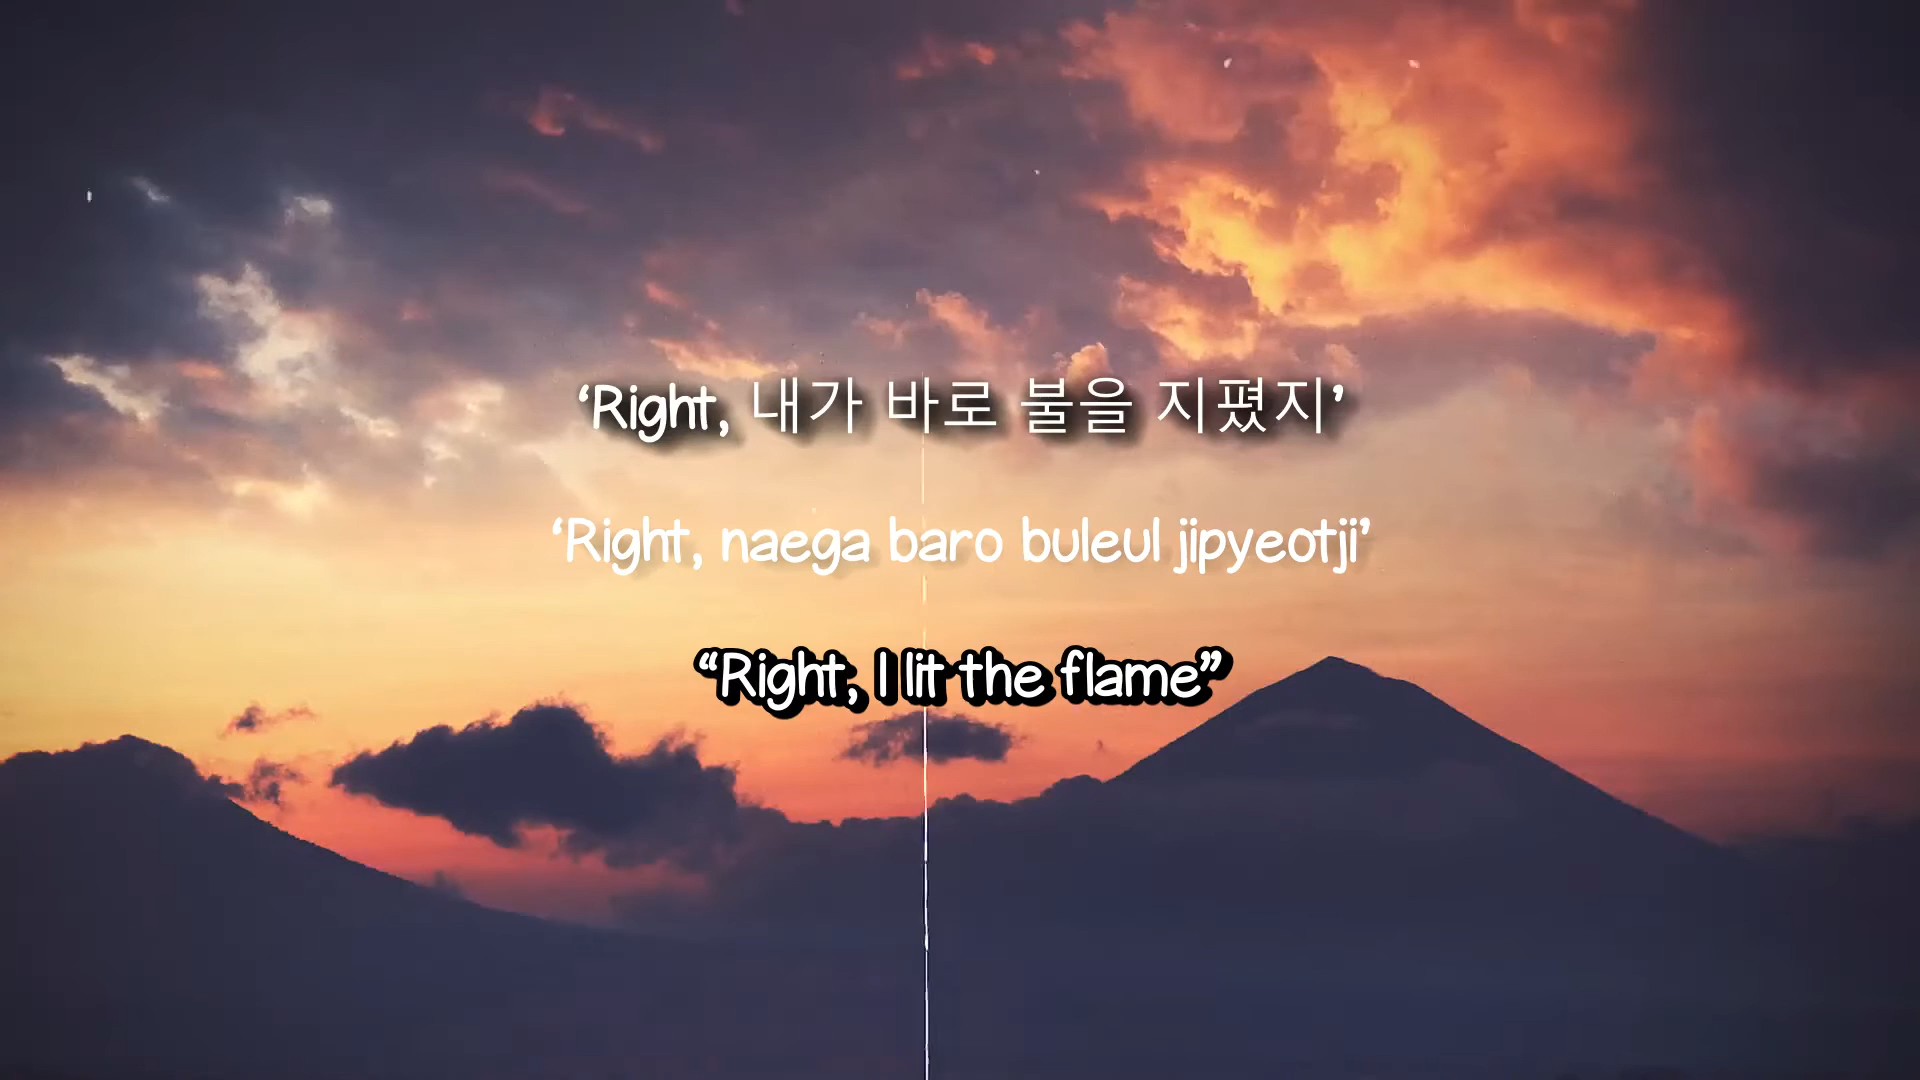 ‘Right, 내가 바로 불을 지폈지’
‘Right, naega baro buleul jipyeotji’
“Right, I lit the flame”